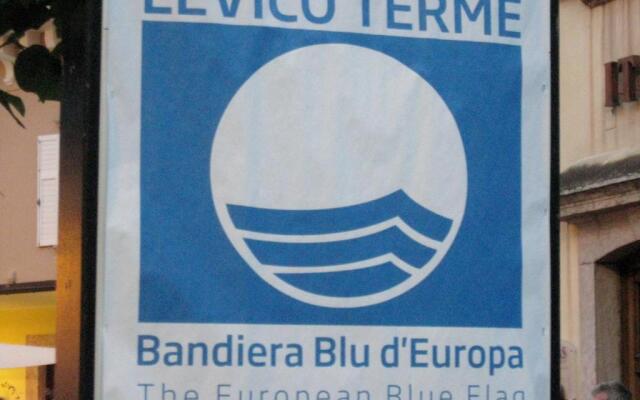 LEVICO TERME
Bandiera Blu d'Europa
The European Blue Flag